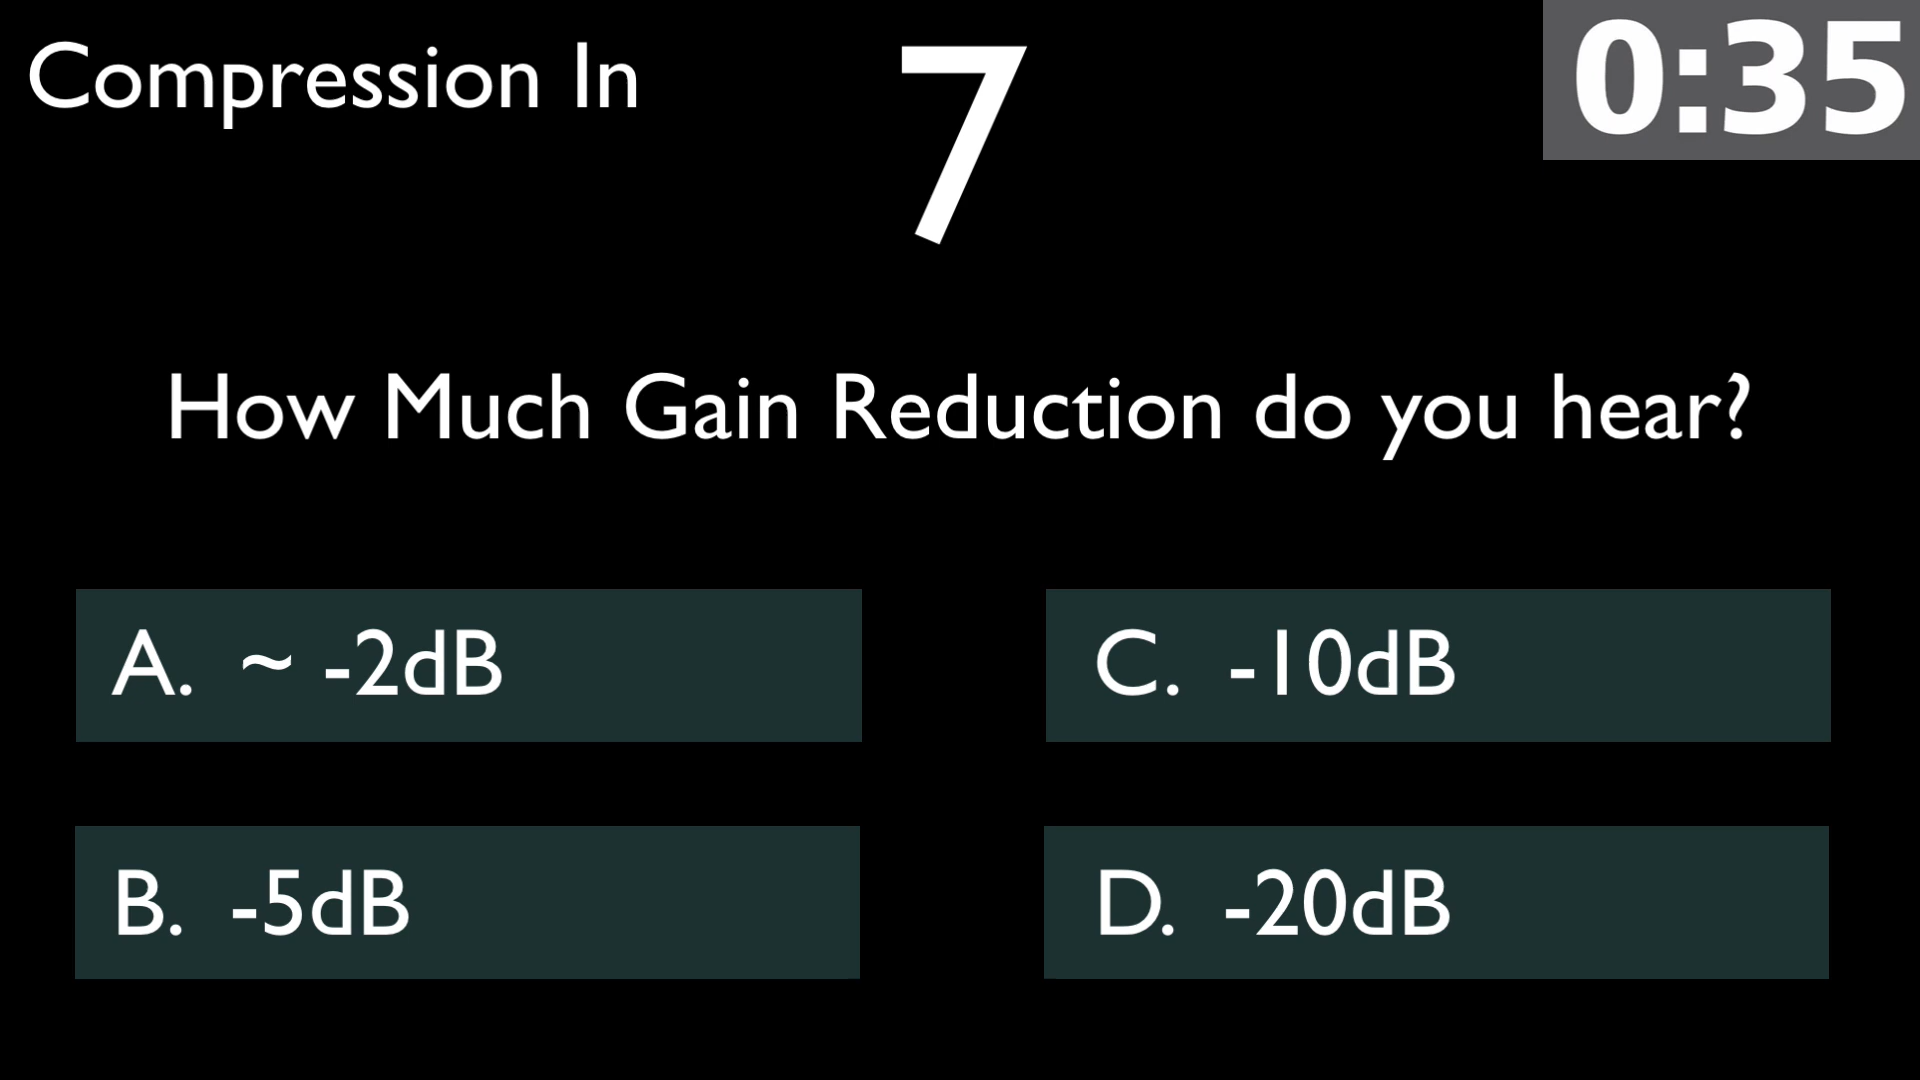 Compression In
7
0:35
How Much Gain Reduction do you hear?
A. ~ -2dB
C. -10dB
B. -5dB
D. -20dB